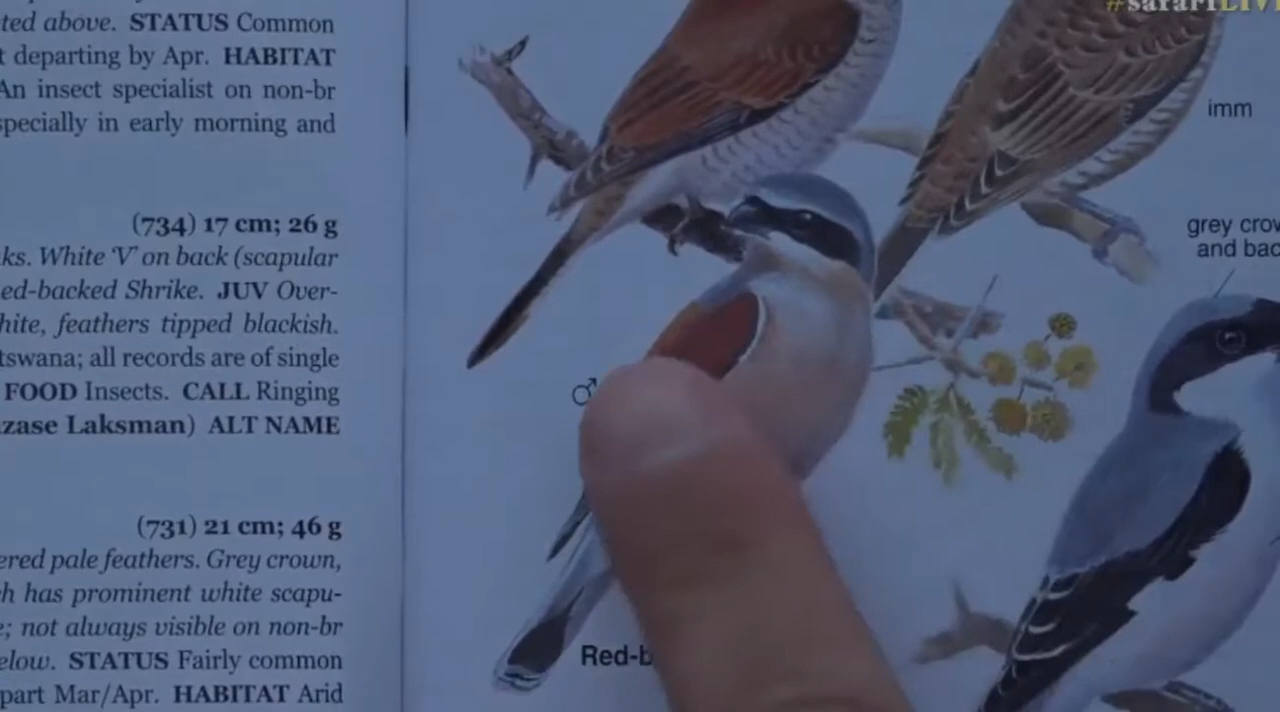 ted above. STATUS Common
t departing by Apr. HABITAT
An insect specialist on non-br
specially in early morning and
(734) 17 cm; 26 g
ks. White ‘V’ on back (scapular
ed-backed Shrike. JUV Over-
hite, feathers tipped blackish.
tswana; all records are of single
FOOD Insects. CALL Ringing
zase Laksman) ALT NAME
(731) 21 cm; 46 g
ered pale feathers. Grey crown,
h has prominent white scapu-
e; not always visible on non-br
elow. STATUS Fairly common
part Mar/Apr. HABITAT Arid
#safariLIV
imm
grey crow
and bac
♂
Red-b